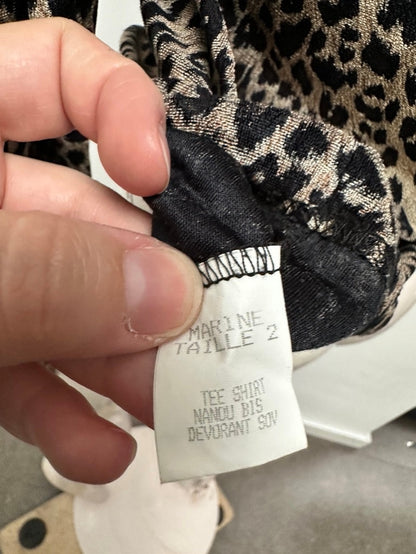 MARINE
TAILLE 2
TEE SHIRT
NANOU BIS
DEVORANT SOV